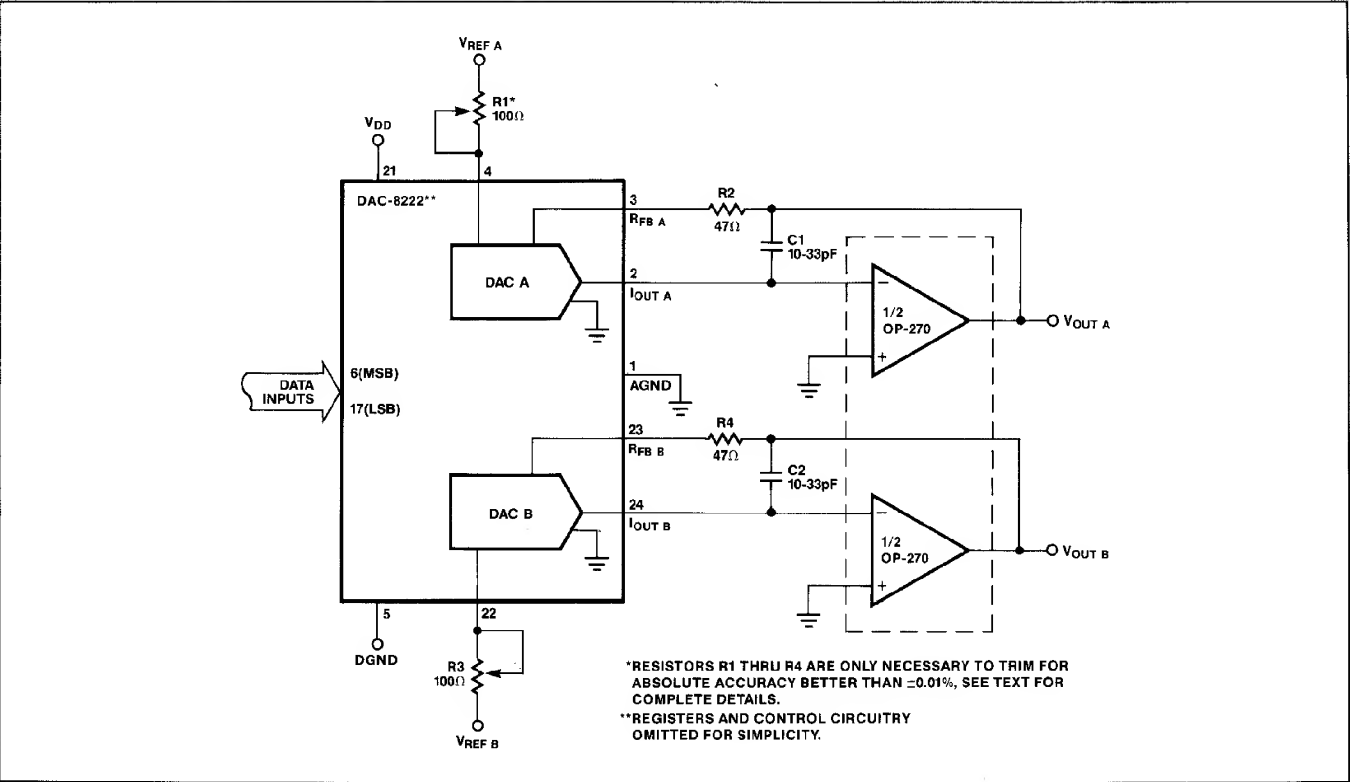 VREF A
R1*
100Ω
VDD
21
4
DAC-8222**
3
RFB A
R2
47Ω
C1
10-33pF
DAC A
2
IOUT A
−
1/2
OP-270
+
VOUT A
6(MSB)
DATA
INPUTS
17(LSB)
1
AGND
23
RFB B
R4
47Ω
C2
10-33pF
DAC B
24
IOUT B
−
1/2
OP-270
+
VOUT B
5
22
DGND
R3
100Ω
VREF B
*RESISTORS R1 THRU R4 ARE ONLY NECESSARY TO TRIM FOR
ABSOLUTE ACCURACY BETTER THAN ±0.01%, SEE TEXT FOR
COMPLETE DETAILS.
**REGISTERS AND CONTROL CIRCUITRY
OMITTED FOR SIMPLICITY.